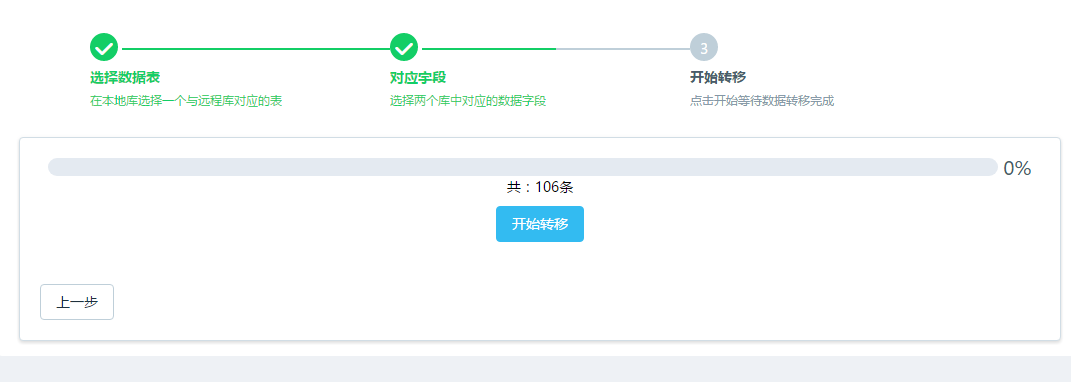 3
选择数据表
对应字段
开始转移
在本地库选择一个与远程库对应的表
选择两个库中对应的数据字段
点击开始等待数据转移完成
0%
共：106条
开始转移
上一步